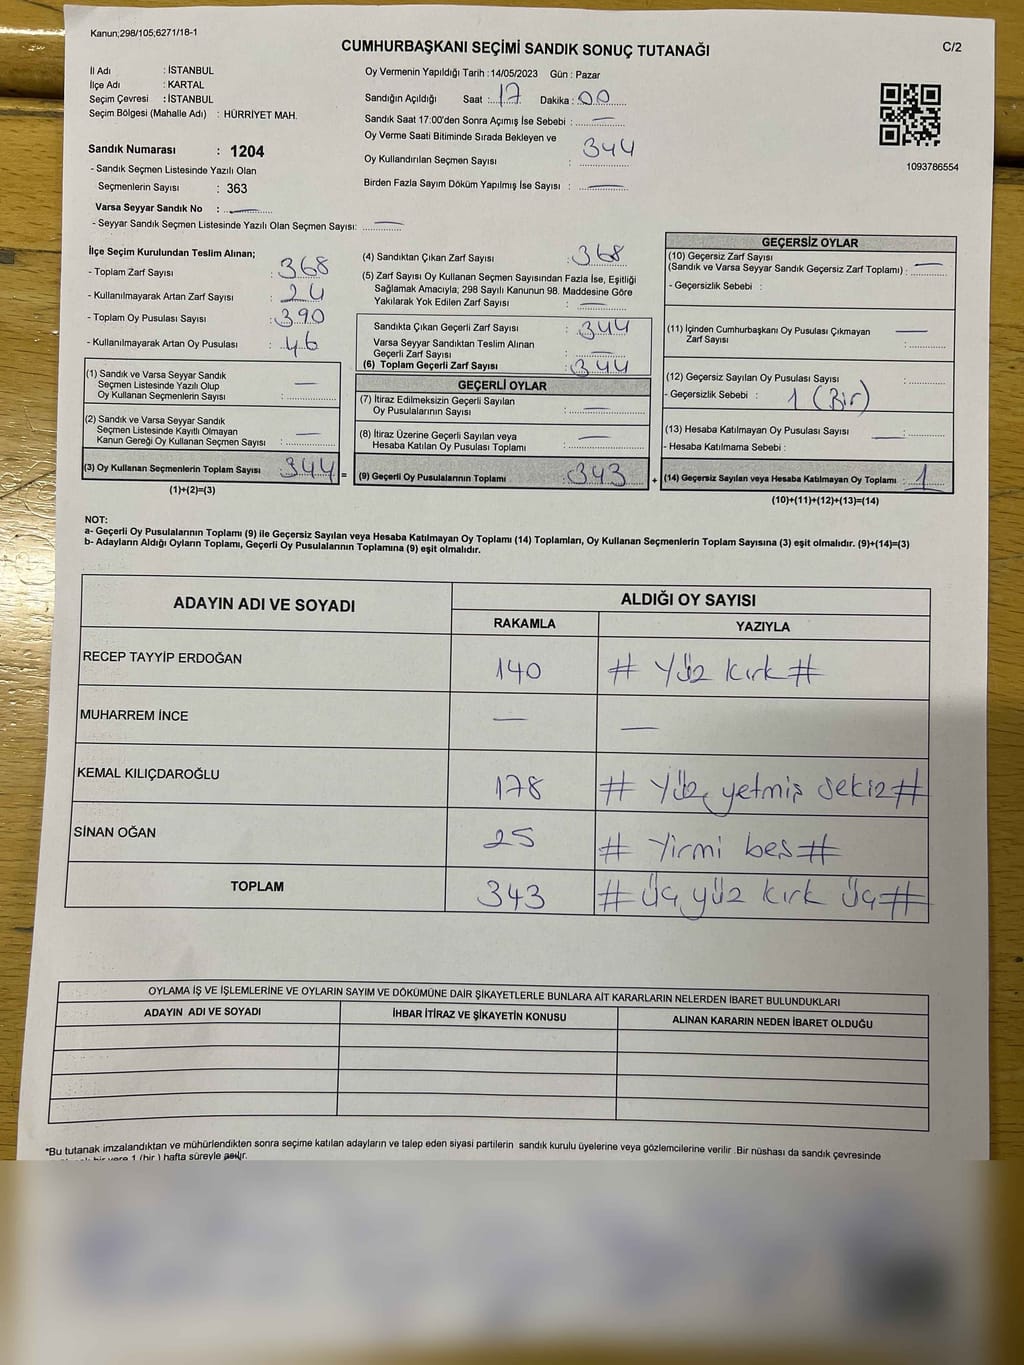 Kanun;298/105;6271/18-1
C/2
CUMHURBAŞKANI SEÇİMİ SANDIK SONUÇ TUTANAĞI
İl Adı : İSTANBUL
İlçe Adı : KARTAL
Seçim Çevresi : İSTANBUL
Seçim Bölgesi (Mahalle Adı) : HÜRRİYET MAH.
Sandık Numarası : 1204
- Sandık Seçmen Listesinde Yazılı Olan
Seçmenlerin Sayısı : 363
Varsa Seyyar Sandık No : —
- Seyyar Sandık Seçmen Listesinde Yazılı Olan Seçmen Sayısı: —
Oy Vermenin Yapıldığı Tarih : 14/05/2023 Gün : Pazar
Sandığın Açıldığı Saat : 17 Dakika : 00
Sandık Saat 17:00'den Sonra Açımış İse Sebebi : —
Oy Verme Saati Bitiminde Sırada Bekleyen ve
Oy Kullandırılan Seçmen Sayısı : 344
Birden Fazla Sayım Döküm Yapılmış İse Sayısı : —
1093786554
İlçe Seçim Kurulundan Teslim Alınan;
- Toplam Zarf Sayısı : 368
- Kullanılmayarak Artan Zarf Sayısı : 24
- Toplam Oy Pusulası Sayısı : 390
- Kullanılmayarak Artan Oy Pusulası : 46
(1) Sandık ve Varsa Seyyar Sandık
Seçmen Listesinde Yazılı Olup
Oy Kullanan Seçmenlerin Sayısı : —
(2) Sandık ve Varsa Seyyar Sandık
Seçmen Listesinde Kayıtlı Olmayan
Kanun Gereği Oy Kullanan Seçmen Sayısı : —
(3) Oy Kullanan Seçmenlerin Toplam Sayısı : 344 =
(1)+(2)=(3)
(4) Sandıktan Çıkan Zarf Sayısı : 368
(5) Zarf Sayısı Oy Kullanan Seçmen Sayısından Fazla İse, Eşitliği
Sağlamak Amacıyla; 298 Sayılı Kanunun 98. Maddesine Göre
Yakılarak Yok Edilen Zarf Sayısı : —
Sandıkta Çıkan Geçerli Zarf Sayısı : 344
Varsa Seyyar Sandıktan Teslim Alınan
Geçerli Zarf Sayısı : —
(6) Toplam Geçerli Zarf Sayısı : 344
GEÇERLİ OYLAR
(7) İtiraz Edilmeksizin Geçerli Sayılan
Oy Pusulalarının Sayısı : —
(8) İtiraz Üzerine Geçerli Sayılan veya
Hesaba Katılan Oy Pusulası Toplamı : —
(9) Geçerli Oy Pusulalarının Toplamı : 343 +
GEÇERSİZ OYLAR
(10) Geçersiz Zarf Sayısı
(Sandık ve Varsa Seyyar Sandık Geçersiz Zarf Toplamı) : —
- Geçersizlik Sebebi :
(11) İçinden Cumhurbaşkanı Oy Pusulası Çıkmayan
Zarf Sayısı : —
(12) Geçersiz Sayılan Oy Pusulası Sayısı :
- Geçersizlik Sebebi : 1 (Bir)
(13) Hesaba Katılmayan Oy Pusulası Sayısı : —
- Hesaba Katılmama Sebebi :
(14) Geçersiz Sayılan veya Hesaba Katılmayan Oy Toplamı : 1
(10)+(11)+(12)+(13)=(14)
NOT:
a- Geçerli Oy Pusulalarının Toplamı (9) ile Geçersiz Sayılan veya Hesaba Katılmayan Oy Toplamı (14) Toplamları, Oy Kullanan Seçmenlerin Toplam Sayısına (3) eşit olmalıdır. (9)+(14)=(3)
b- Adayların Aldığı Oyların Toplamı, Geçerli Oy Pusulalarının Toplamına (9) eşit olmalıdır.
ADAYIN ADI VE SOYADI
ALDIĞI OY SAYISI
RAKAMLA YAZIYLA
RECEP TAYYİP ERDOĞAN 140 # Yüz kırk #
MUHARREM İNCE — —
KEMAL KILIÇDAROĞLU 178 # Yüz yetmiş sekiz #
SİNAN OĞAN 25 # Yirmi beş #
TOPLAM 343 # Üç yüz kırk üç #
OYLAMA İŞ VE İŞLEMLERİNE VE OYLARIN SAYIM VE DÖKÜMÜNE DAİR ŞİKAYETLERLE BUNLARA AİT KARARLARIN NELERDEN İBARET BULUNDUKLARI
ADAYIN ADI VE SOYADI İHBAR İTİRAZ VE ŞİKAYETİN KONUSU ALINAN KARARIN NEDEN İBARET OLDUĞU
*Bu tutanak imzalandıktan ve mühürlendikten sonra seçime katılan adayların ve talep eden siyasi partilerin sandık kurulu üyelerine veya gözlemcilerine verilir .Bir nüshası da sandık çevresinde
bir yere 1 (bir ) hafta süreyle asılır.